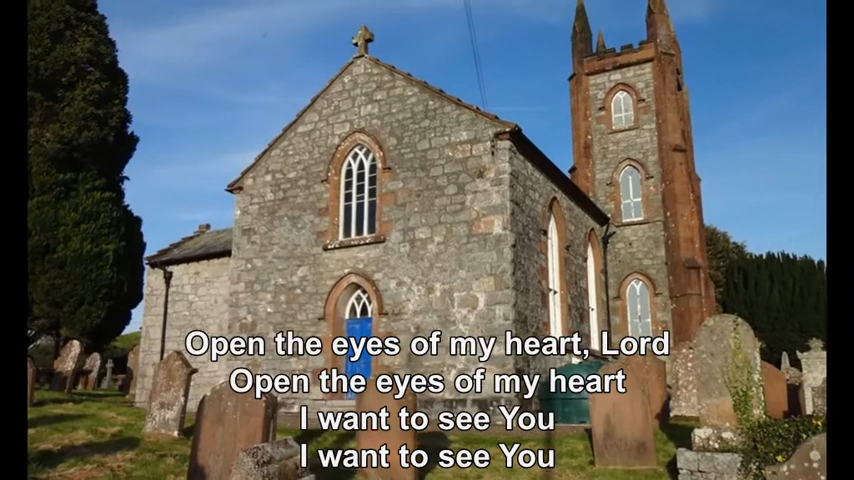 Open the eyes of my heart, Lord
Open the eyes of my heart
I want to see You
I want to see You